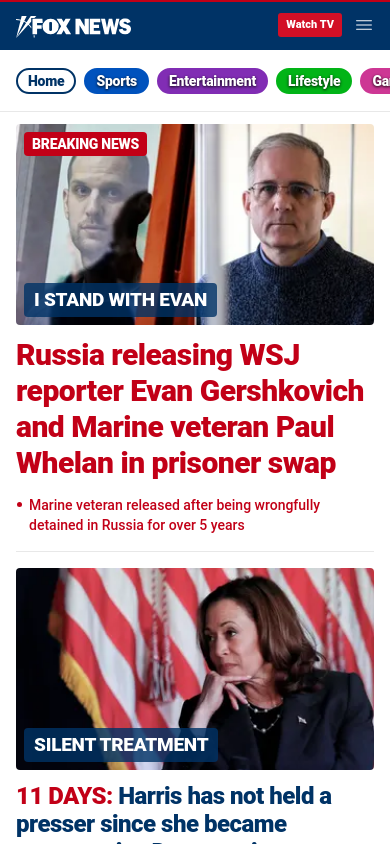 FOX NEWS
Watch TV
Home
Sports
Entertainment
Lifestyle
BREAKING NEWS
I STAND WITH EVAN
Russia releasing WSJ
reporter Evan Gershkovich
and Marine veteran Paul
Whelan in prisoner swap
• Marine veteran released after being wrongfully
detained in Russia for over 5 years
SILENT TREATMENT
11 DAYS: Harris has not held a
presser since she became